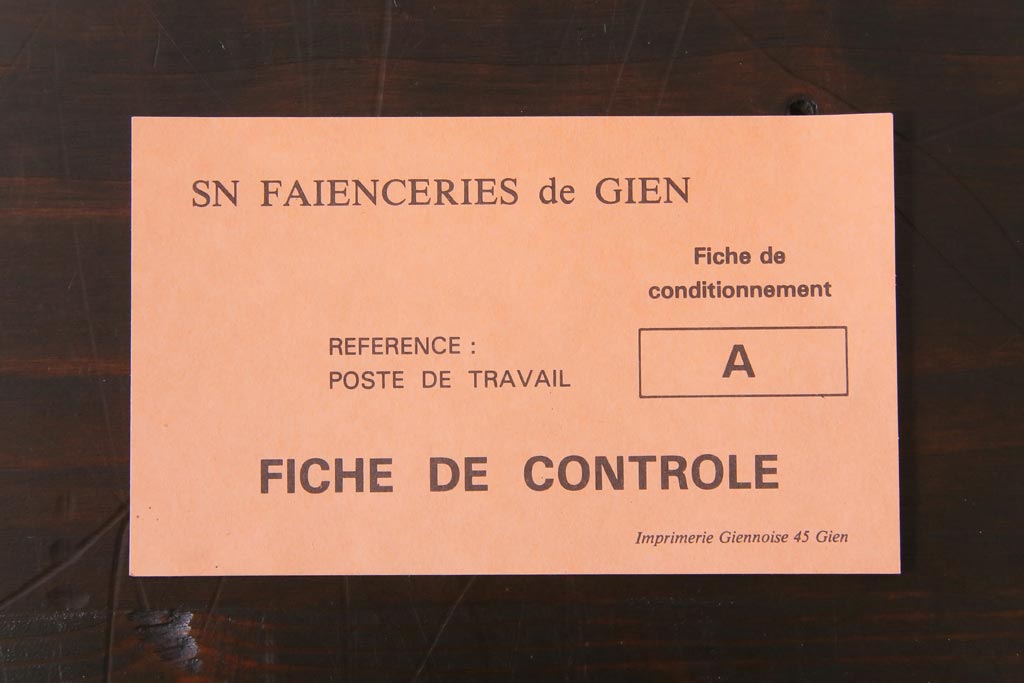 SN FAIENCERIES de GIEN
Fiche de
conditionnement
REFERENCE :
A
POSTE DE TRAVAIL
FICHE DE CONTROLE
Imprimerie Giennoise 45 Gien